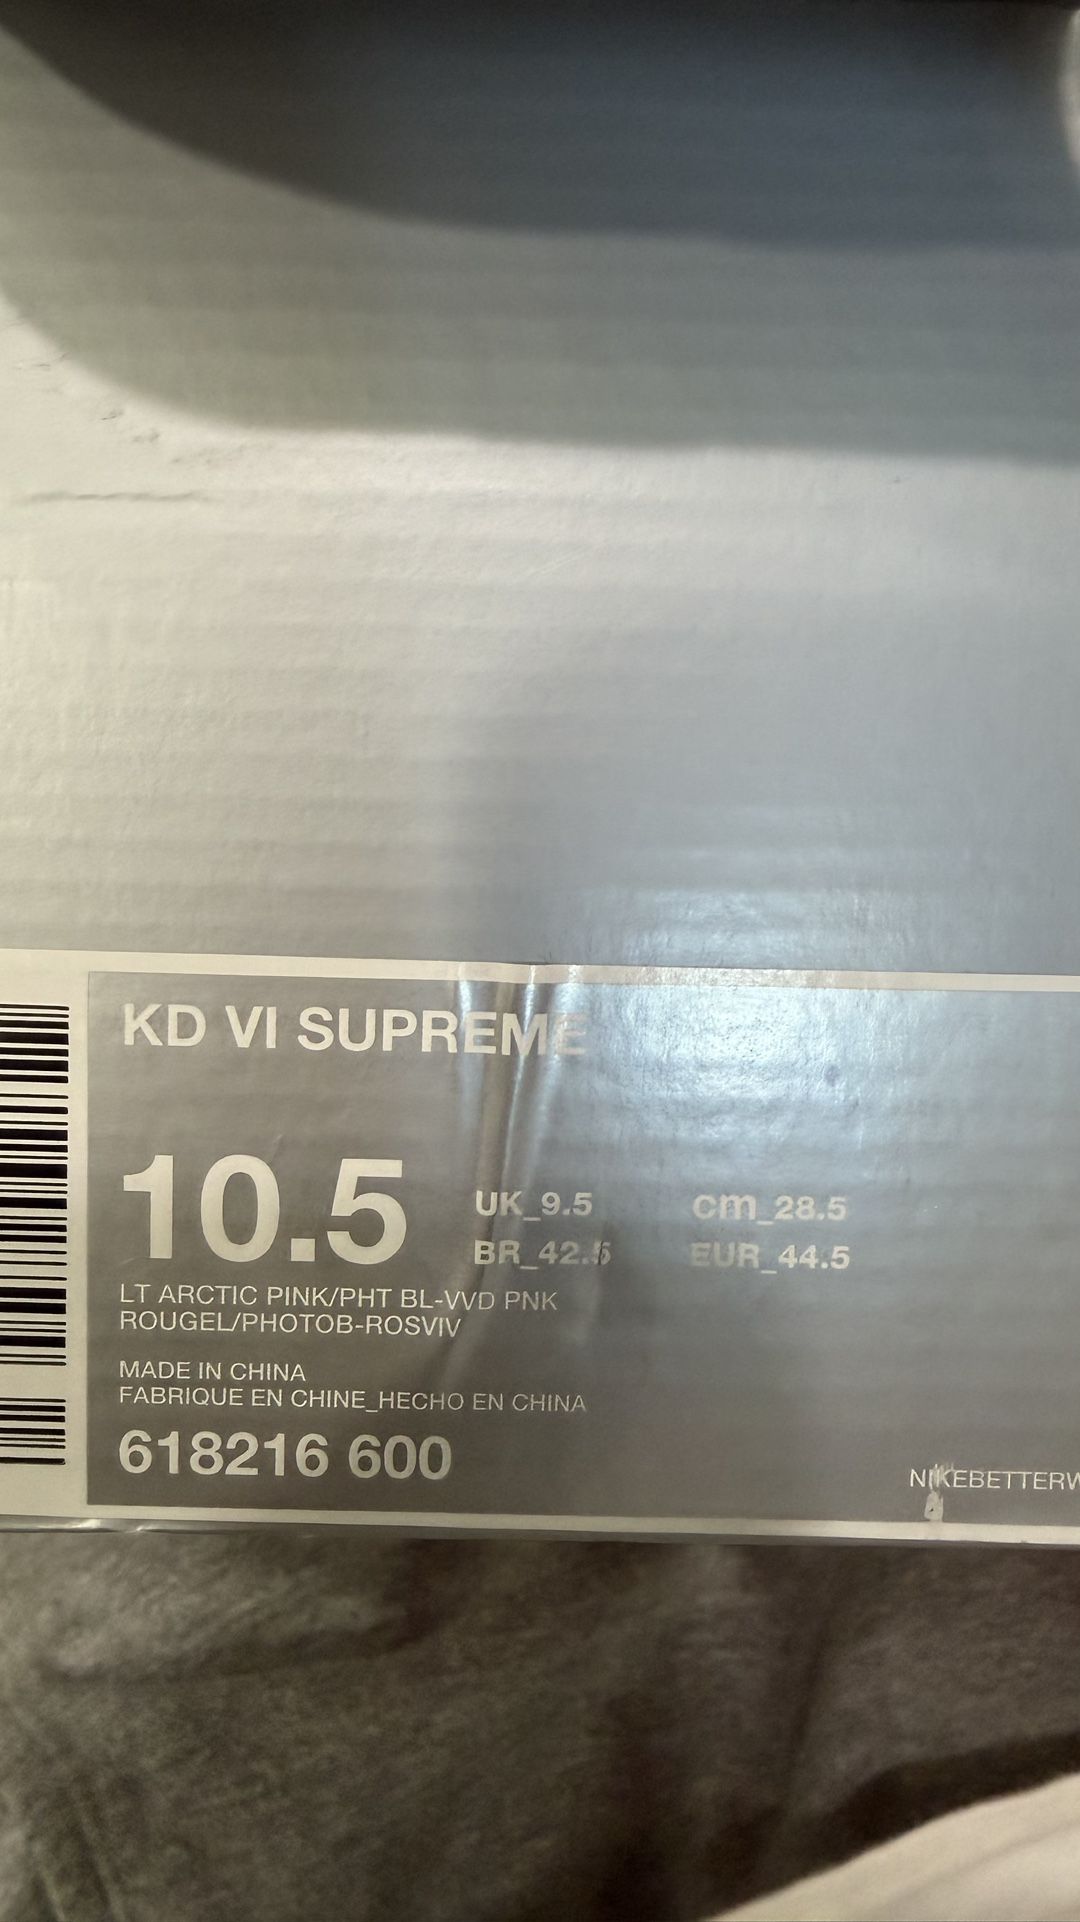 KD VI SUPREME
10.5
UK_9.5 cm_28.5
BR_42.5 EUR_44.5
LT ARCTIC PINK/PHT BL-VVD PNK
ROUGEL/PHOTOB-ROSVIV
MADE IN CHINA
FABRIQUE EN CHINE_HECHO EN CHINA
618216 600
NIKEBETTERW